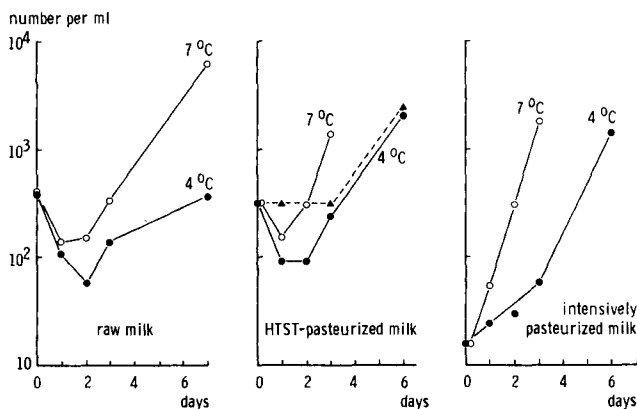 number per ml
10⁴
10³
10²
10
7 °C
4 °C
raw milk
0 2 4 6
days
7 °C
4 °C
HTST-pasteurized milk
0 2 4 6
days
7 °C
4 °C
intensively
pasteurized milk
0 2 4 6
days